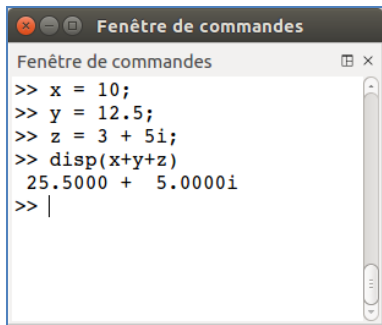 Fenêtre de commandes
Fenêtre de commandes
>> x = 10;
>> y = 12.5;
>> z = 3 + 5i;
>> disp(x+y+z)
25.5000 + 5.0000i
>>